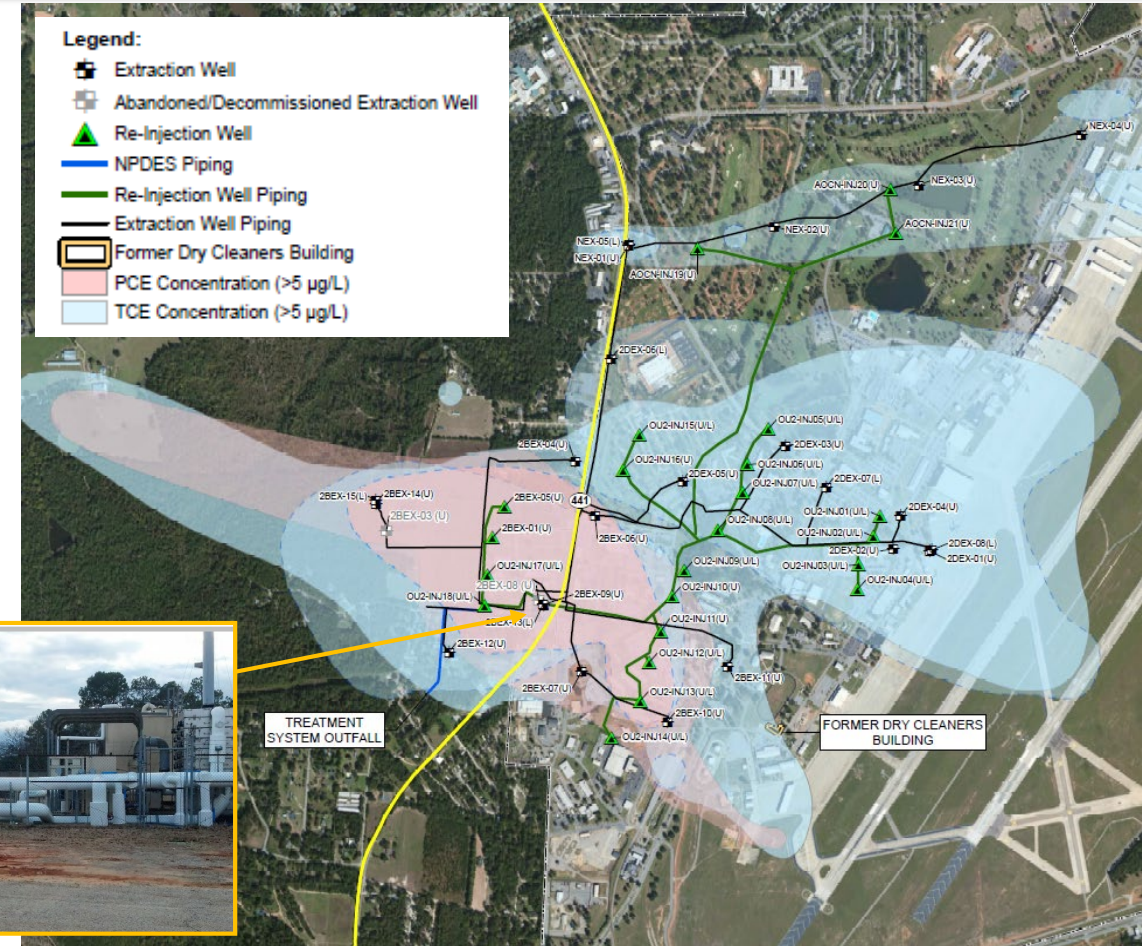 Legend:
Extraction Well
Abandoned/Decommissioned Extraction Well
Re-Injection Well
NPDES Piping
Re-Injection Well Piping
Extraction Well Piping
Former Dry Cleaners Building
PCE Concentration (>5 µg/L)
TCE Concentration (>5 µg/L)
NEX-04(U)
NEX-03(U)
AOCN-INJ20(U)
NEX-02(U)
AOCN-INJ21(U)
NEX-05(L)
NEX-01(U)
AOCN-INJ19(U)
2DEX-06(L)
OU2-INJ15(U/L)
OU2-INJ05(U/L)
2BEX-04(U)
2DEX-03(U)
OU2-INJ16(U)
2DEX-05(U)
OU2-INJ06(U/L)
2DEX-07(L)
OU2-INJ07(U/L)
2BEX-15(L)
2BEX-14(U)
2BEX-05(U)
441
2BEX-03 (U)
OU2-INJ01(U/L)
2DEX-04(U)
2BEX-01(U)
2BEX-06(U)
OU2-INJ08(U/L)
OU2-INJ02(U/L)
2DEX-02(U)
2DEX-08(L)
2DEX-01(U)
OU2-INJ17(U/L)
OU2-INJ09(U/L)
OU2-INJ03(U/L)
2BEX-08 (U)
OU2-INJ10(U)
OU2-INJ04(U/L)
OU2-INJ18(U/L)
2BEX-09(U)
2BEX-13(L)
OU2-INJ11(U)
2BEX-12(U)
OU2-INJ12(U/L)
2BEX-11(U)
2BEX-07(U)
OU2-INJ13(U/L)
2BEX-10(U)
OU2-INJ14(U/L)
TREATMENT
SYSTEM OUTFALL
FORMER DRY CLEANERS
BUILDING